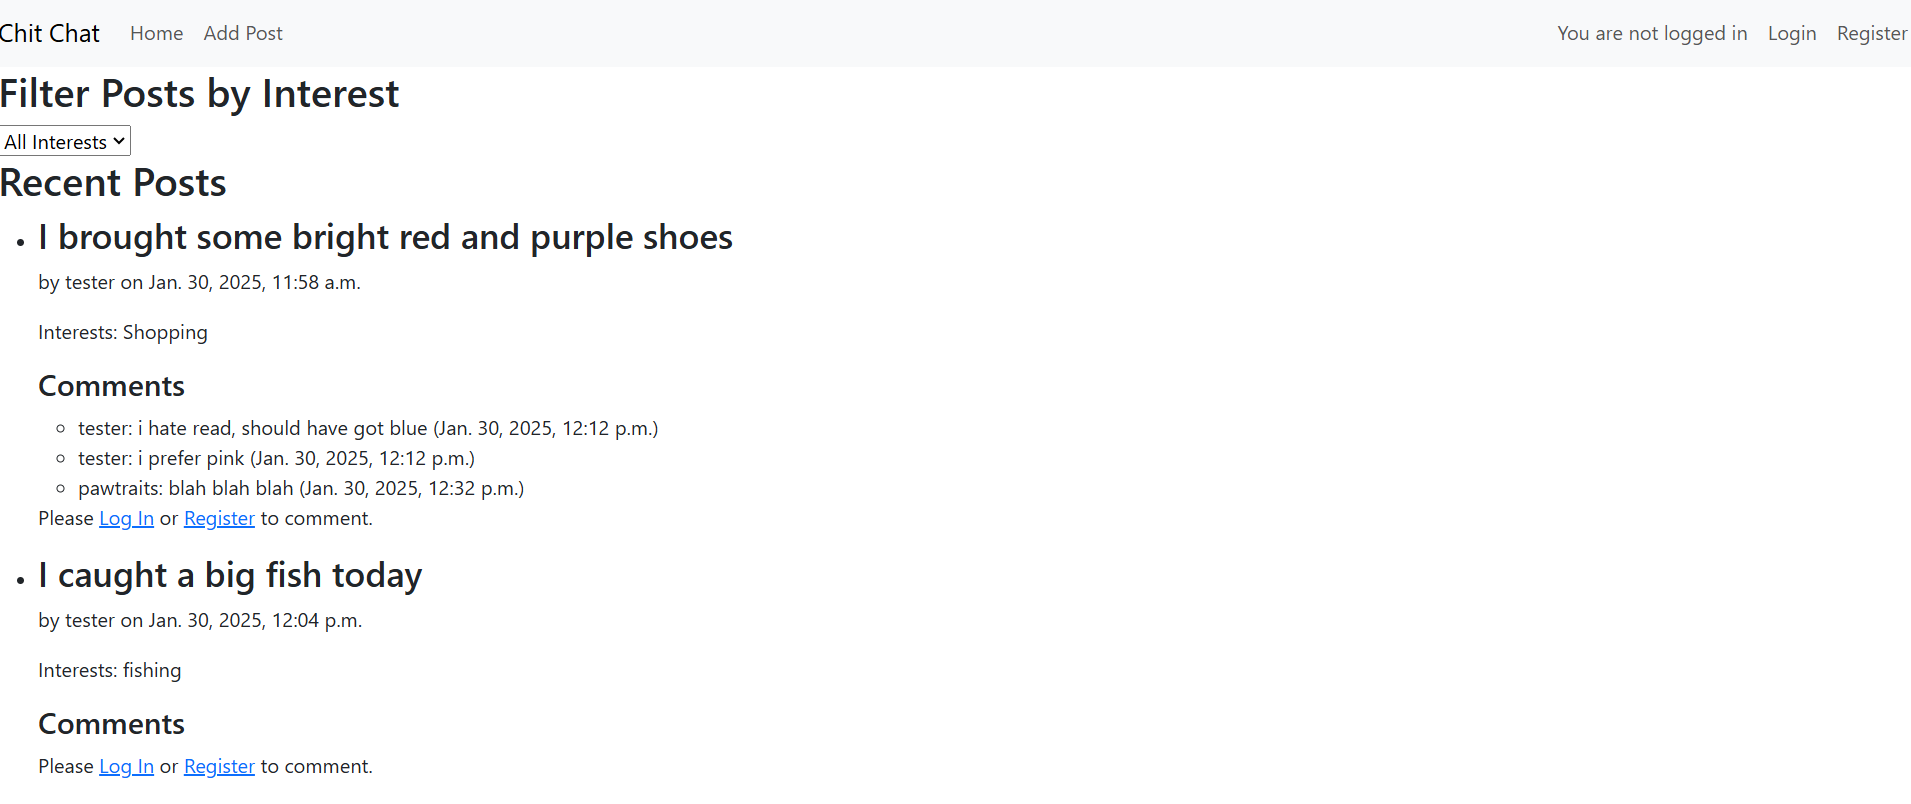 Chit Chat Home Add Post You are not logged in Login Register
Filter Posts by Interest
All Interests
Recent Posts
I brought some bright red and purple shoes
by tester on Jan. 30, 2025, 11:58 a.m.
Interests: Shopping
Comments
tester: i hate read, should have got blue (Jan. 30, 2025, 12:12 p.m.)
tester: i prefer pink (Jan. 30, 2025, 12:12 p.m.)
pawtraits: blah blah blah (Jan. 30, 2025, 12:32 p.m.)
Please Log In or Register to comment.
I caught a big fish today
by tester on Jan. 30, 2025, 12:04 p.m.
Interests: fishing
Comments
Please Log In or Register to comment.